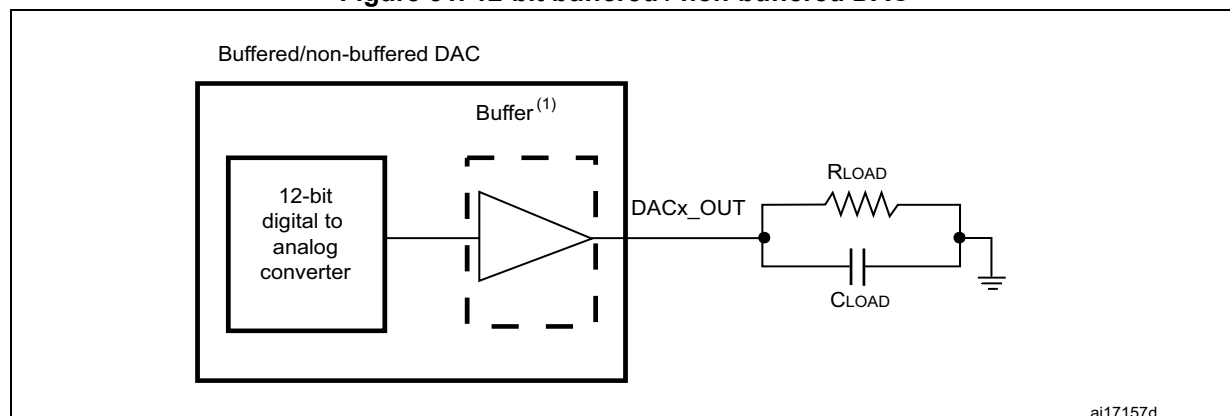 Buffered/non-buffered DAC
Buffer(1)
12-bit
digital to
analog
converter
DACx_OUT
RLOAD
CLOAD
ai17157d